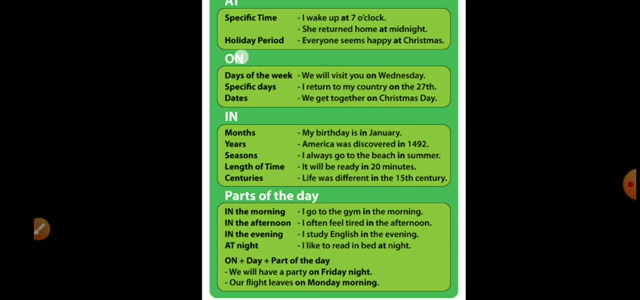 AT
Specific Time - I wake up at 7 o'clock.
- She returned home at midnight.
Holiday Period - Everyone seems happy at Christmas.
ON
Days of the week - We will visit you on Wednesday.
Specific days - I return to my country on the 27th.
Dates - We get together on Christmas Day.
IN
Months - My birthday is in January.
Years - America was discovered in 1492.
Seasons - I always go to the beach in summer.
Length of Time - It will be ready in 20 minutes.
Centuries - Life was different in the 15th century.
Parts of the day
IN the morning - I go to the gym in the morning.
IN the afternoon - I often feel tired in the afternoon.
IN the evening - I study English in the evening.
AT night - I like to read in bed at night.
ON + Day + Part of the day
- We will have a party on Friday night.
- Our flight leaves on Monday morning.